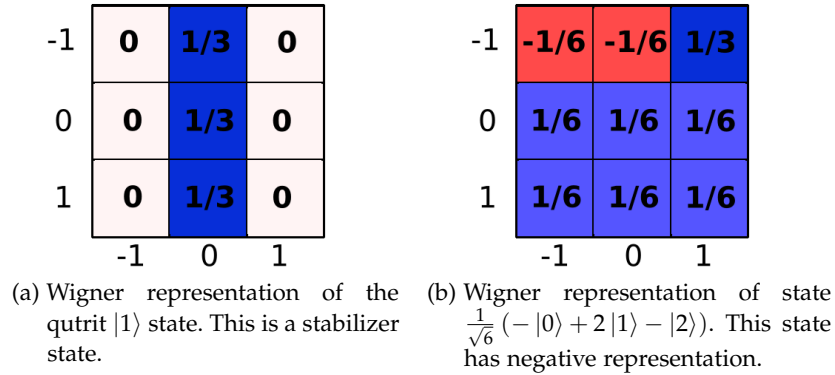 -1 0 1/3 0
0 0 1/3 0
1 0 1/3 0
-1 0 1
(a) Wigner representation of the
qutrit |1⟩ state. This is a stabilizer
state.
-1 -1/6 -1/6 1/3
0 1/6 1/6 1/6
1 1/6 1/6 1/6
-1 0 1
(b) Wigner representation of state
1/√6 (− |0⟩ + 2 |1⟩ − |2⟩). This state
has negative representation.